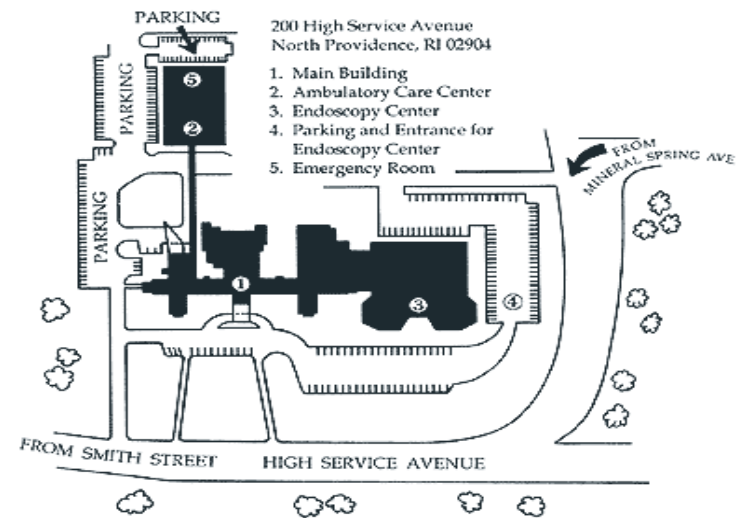 PARKING
200 High Service Avenue
North Providence, RI 02904
1. Main Building
2. Ambulatory Care Center
3. Endoscopy Center
4. Parking and Entrance for
Endoscopy Center
5. Emergency Room
5
PARKING
2
FROM
MINERAL SPRING AVE
PARKING
1
3
4
FROM SMITH STREET
HIGH SERVICE AVENUE